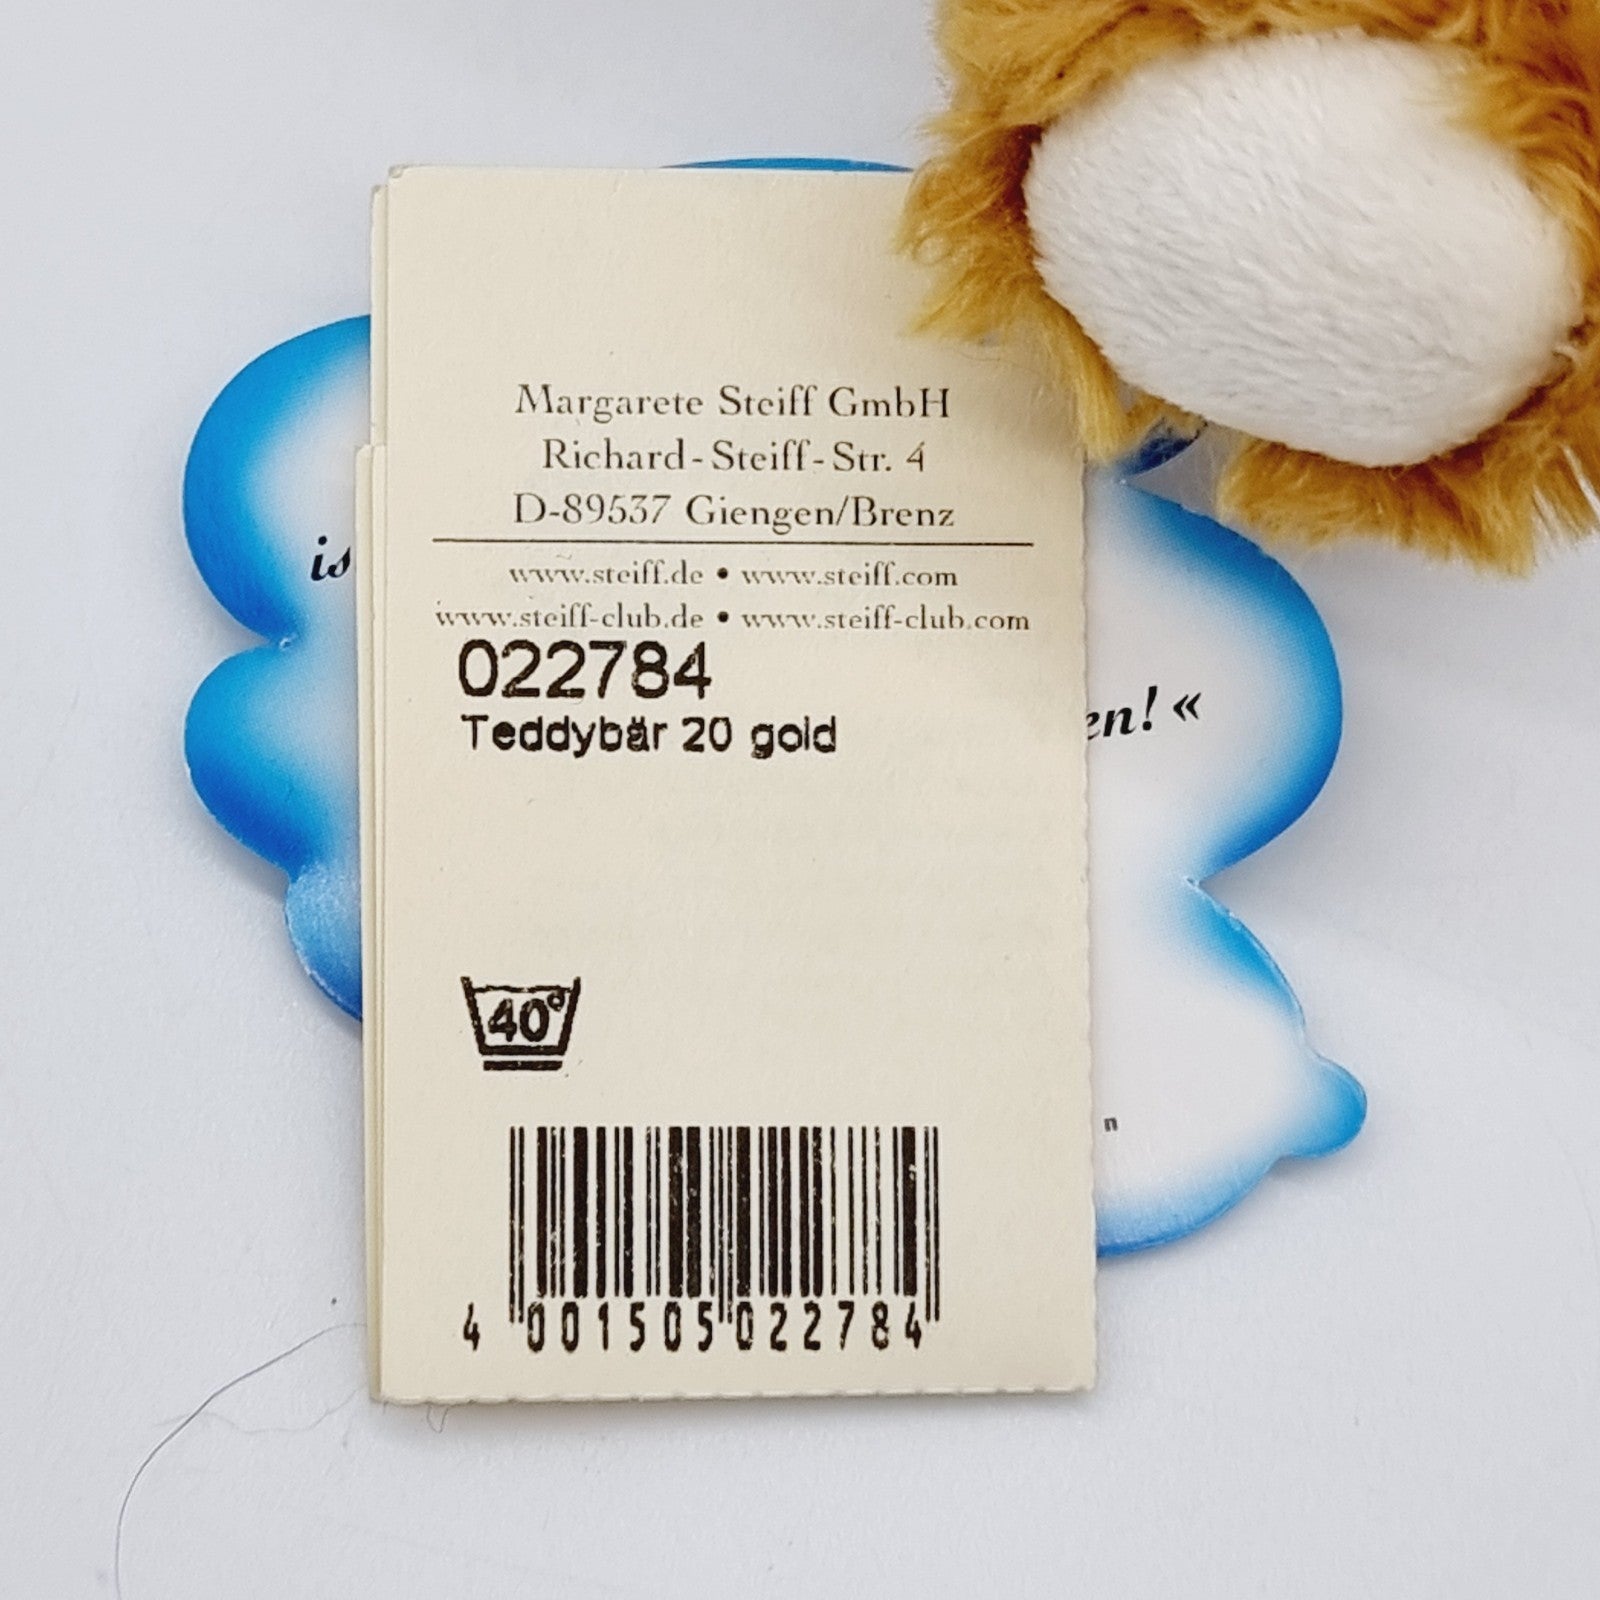 Margarete Steiff GmbH
Richard-Steiff-Str. 4
D-89537 Giengen/Brenz
www.steiff.de • www.steiff.com
www.steiff-club.de • www.steiff-club.com
022784
Teddybär 20 gold
en! «
40°
n
4 001505 022784